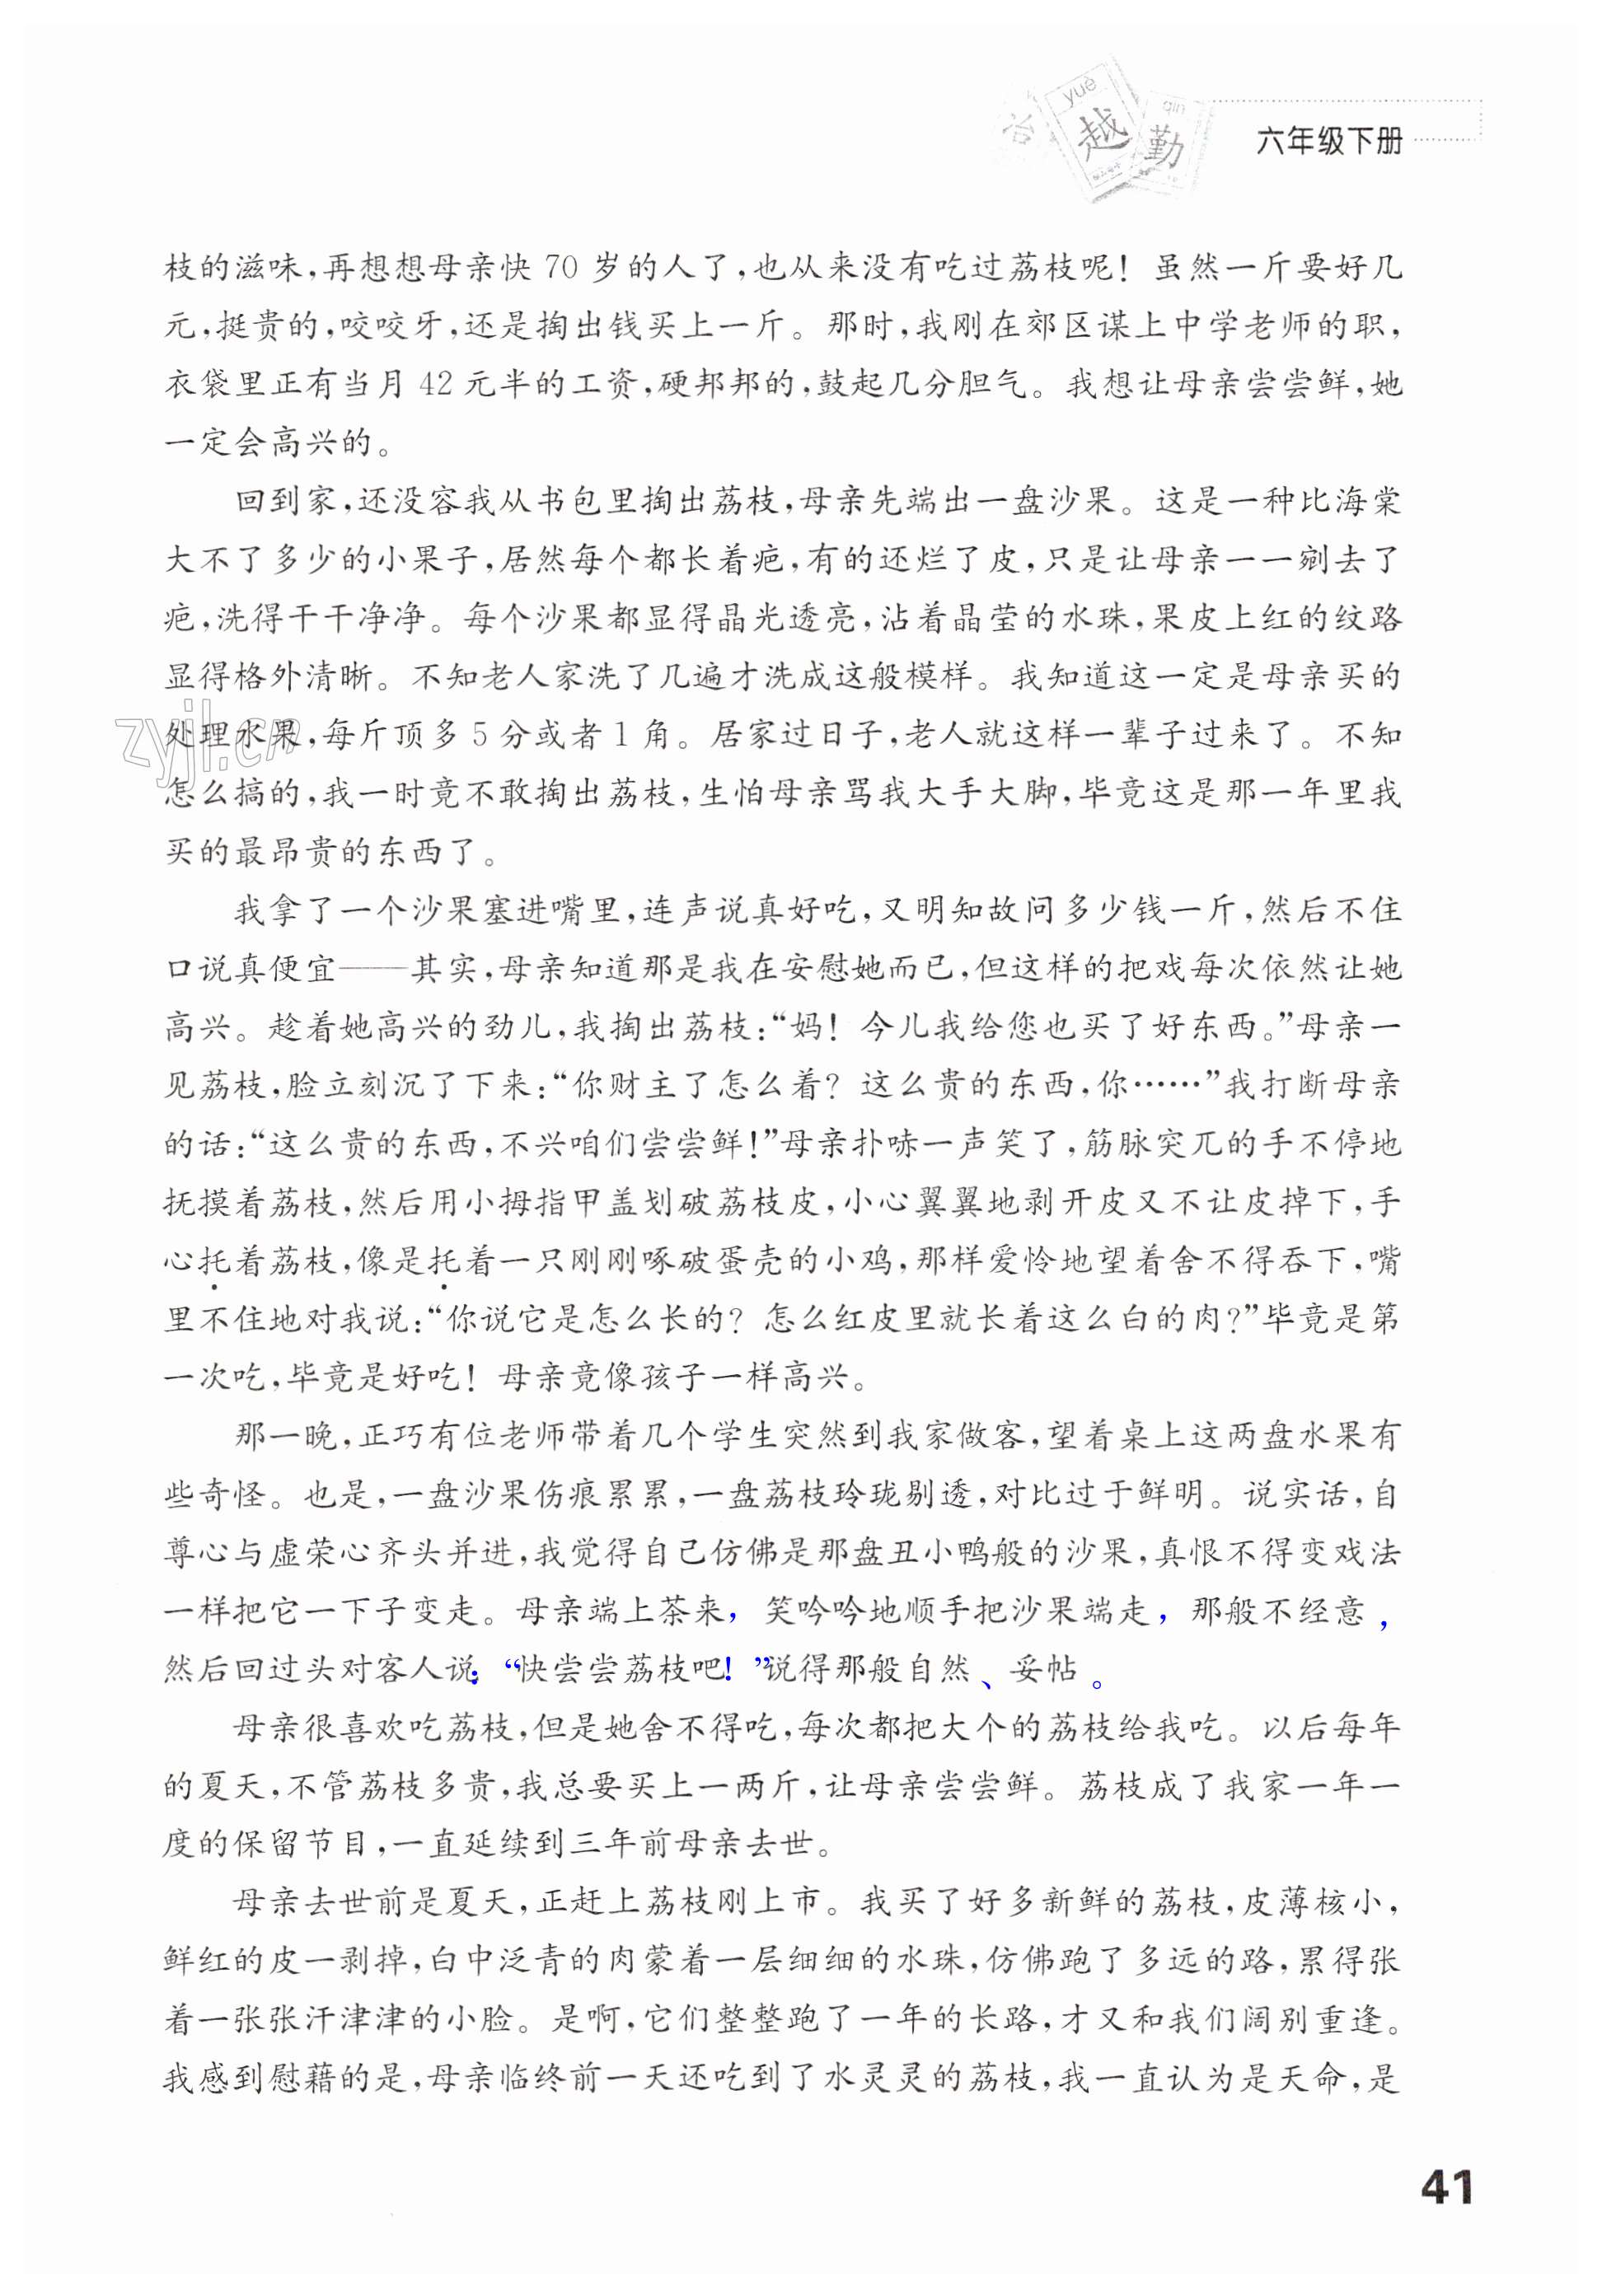 yuè
qín
越
勤
六年级下册
枝的滋味,再想想母亲快 70 岁的人了,也从来没有吃过荔枝呢! 虽然一斤要好几
元,挺贵的,咬咬牙,还是掏出钱买上一斤。那时,我刚在郊区谋上中学老师的职,
衣袋里正有当月 42 元半的工资,硬邦邦的,鼓起几分胆气。我想让母亲尝尝鲜,她
一定会高兴的。
回到家,还没容我从书包里掏出荔枝,母亲先端出一盘沙果。这是一种比海棠
大不了多少的小果子,居然每个都长着疤,有的还烂了皮,只是让母亲一一剜去了
疤,洗得干干净净。每个沙果都显得晶光透亮,沾着晶莹的水珠,果皮上红的纹路
显得格外清晰。不知老人家洗了几遍才洗成这般模样。我知道这一定是母亲买的
处理水果,每斤顶多 5 分或者 1 角。居家过日子,老人就这样一辈子过来了。不知
怎么搞的,我一时竟不敢掏出荔枝,生怕母亲骂我大手大脚,毕竟这是那一年里我
买的最昂贵的东西了。
我拿了一个沙果塞进嘴里,连声说真好吃,又明知故问多少钱一斤,然后不住
口说真便宜——其实,母亲知道那是我在安慰她而已,但这样的把戏每次依然让她
高兴。趁着她高兴的劲儿,我掏出荔枝:“妈! 今儿我给您也买了好东西。”母亲一
见荔枝,脸立刻沉了下来:“你财主了怎么着? 这么贵的东西,你……”我打断母亲
的话:“这么贵的东西,不兴咱们尝尝鲜!”母亲扑哧一声笑了,筋脉突兀的手不停地
抚摸着荔枝,然后用小拇指甲盖划破荔枝皮,小心翼翼地剥开皮又不让皮掉下,手
心托着荔枝,像是托着一只刚刚啄破蛋壳的小鸡,那样爱怜地望着舍不得吞下,嘴
里不住地对我说:“你说它是怎么长的? 怎么红皮里就长着这么白的肉?”毕竟是第
一次吃,毕竟是好吃! 母亲竟像孩子一样高兴。
那一晚,正巧有位老师带着几个学生突然到我家做客,望着桌上这两盘水果有
些奇怪。也是,一盘沙果伤痕累累,一盘荔枝玲珑剔透,对比过于鲜明。说实话,自
尊心与虚荣心齐头并进,我觉得自己仿佛是那盘丑小鸭般的沙果,真恨不得变戏法
一样把它一下子变走。母亲端上茶来，笑吟吟地顺手把沙果端走，那般不经意，
然后回过头对客人说：“快尝尝荔枝吧！”说得那般自然、妥帖。
母亲很喜欢吃荔枝,但是她舍不得吃,每次都把大个的荔枝给我吃。以后每年
的夏天,不管荔枝多贵,我总要买上一两斤,让母亲尝尝鲜。荔枝成了我家一年一
度的保留节目,一直延续到三年前母亲去世。
母亲去世前是夏天,正赶上荔枝刚上市。我买了好多新鲜的荔枝,皮薄核小,
鲜红的皮一剥掉,白中泛青的肉蒙着一层细细的水珠,仿佛跑了多远的路,累得张
着一张张汗津津的小脸。是啊,它们整整跑了一年的长路,才又和我们阔别重逢。
我感到慰藉的是,母亲临终前一天还吃到了水灵灵的荔枝,我一直认为是天命,是
zyjl.cn
41